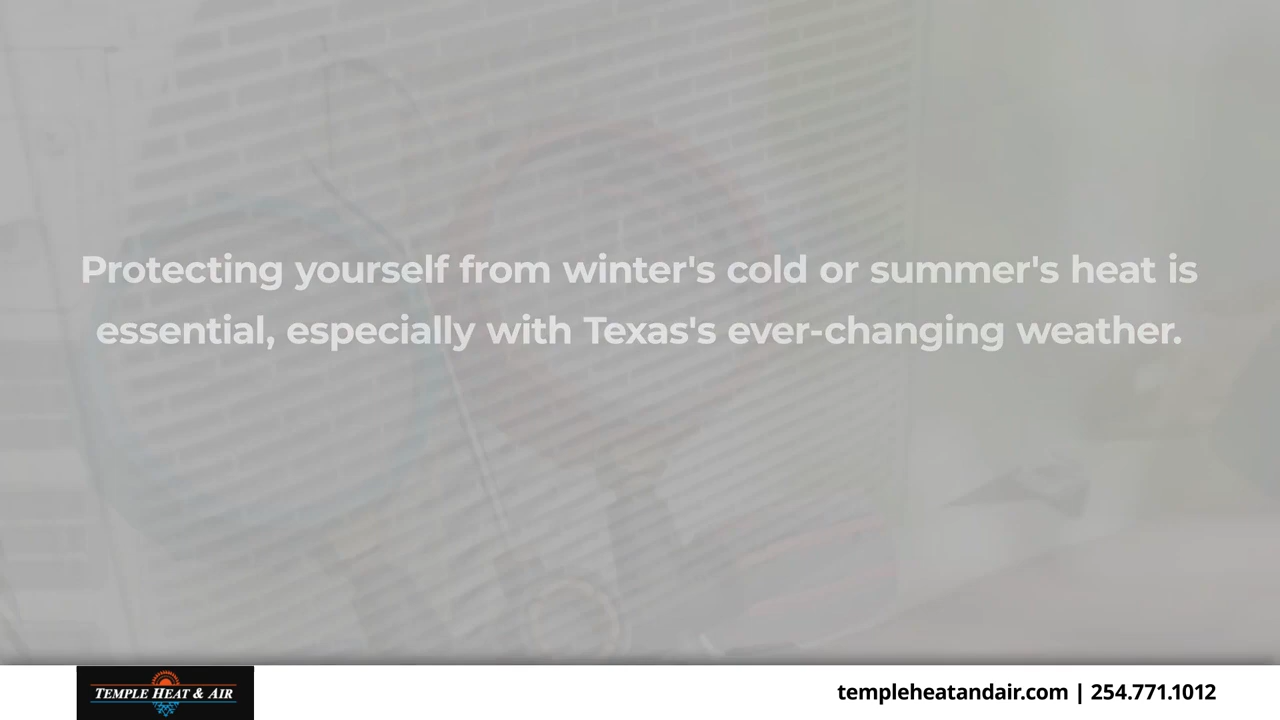 Protecting yourself from winter's cold or summer's heat is
essential, especially with Texas's ever-changing weather.
TEMPLE HEAT & AIR
templeheatandair.com | 254.771.1012